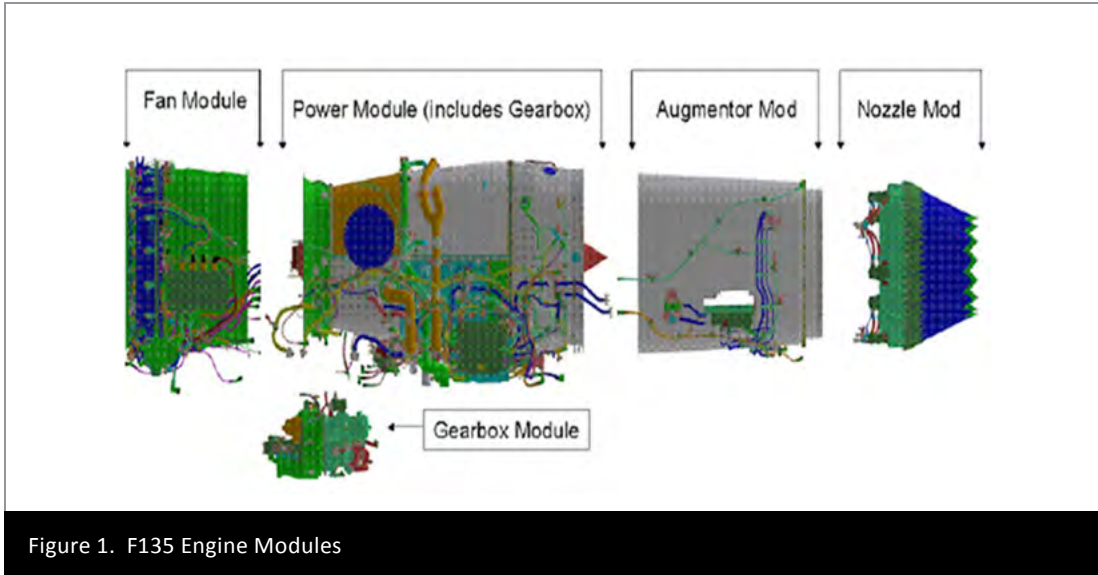 Fan Module
Power Module (includes Gearbox)
Augmentor Mod
Nozzle Mod
Gearbox Module
Figure 1. F135 Engine Modules